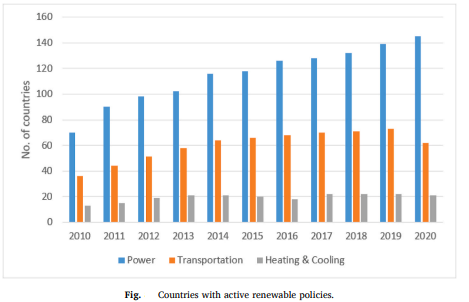 160
140
120
100
80
60
40
20
0
No. of countries
2010 2011 2012 2013 2014 2015 2016 2017 2018 2019 2020
Power Transportation Heating & Cooling
Fig. Countries with active renewable policies.